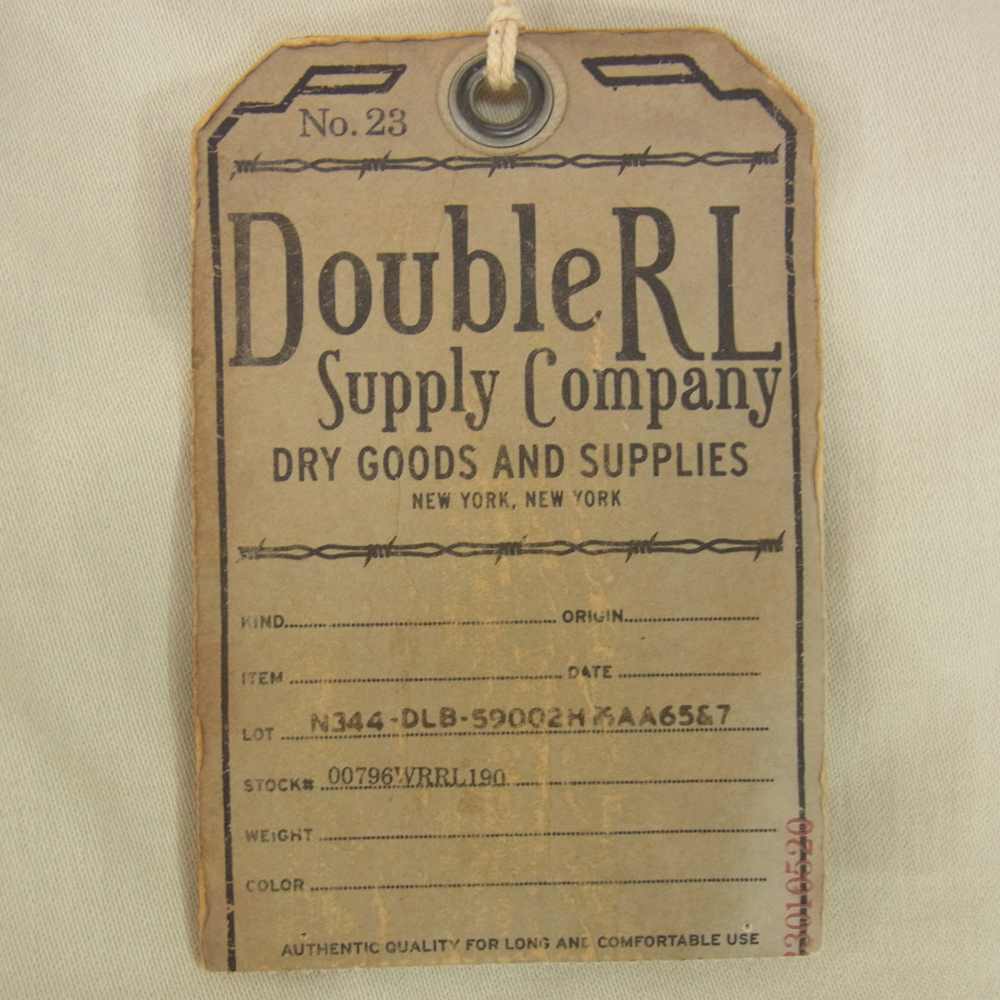 No. 23
DoubleRL
Supply Company
DRY GOODS AND SUPPLIES
NEW YORK, NEW YORK
KIND ORIGIN
ITEM DATE
LOT N344-DLB-59002H
STOCK# 00796WRRL190
WEIGHT
COLOR
AUTHENTIC QUALITY FOR LONG AND COMFORTABLE USE